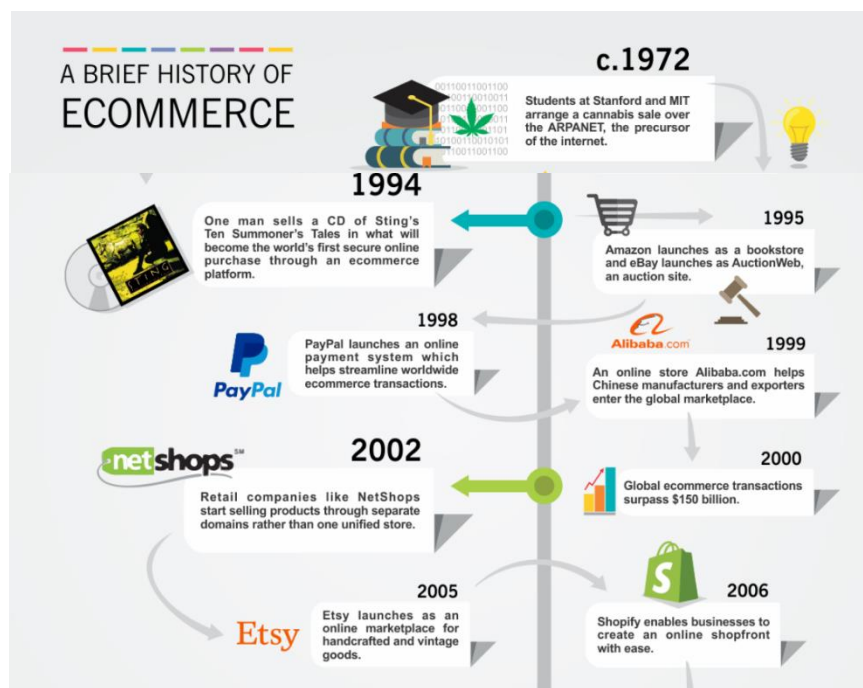 A BRIEF HISTORY OF
ECOMMERCE
c.1972
Students at Stanford and MIT
arrange a cannabis sale over
the ARPANET, the precursor
of the internet.
1994
One man sells a CD of Sting's
Ten Summoner's Tales in what will
become the world's first secure online
purchase through an ecommerce
platform.
STING
1995
Amazon launches as a bookstore
and eBay launches as AuctionWeb,
an auction site.
1998
PayPal launches an online
payment system which
helps streamline worldwide
ecommerce transactions.
PayPal
Alibaba.com
1999
An online store Alibaba.com helps
Chinese manufacturers and exporters
enter the global marketplace.
2000
Global ecommerce transactions
surpass $150 billion.
netshops SM
2002
Retail companies like NetShops
start selling products through separate
domains rather than one unified store.
2005
Etsy
Etsy launches as an
online marketplace for
handcrafted and vintage
goods.
2006
Shopify enables businesses to
create an online shopfront
with ease.